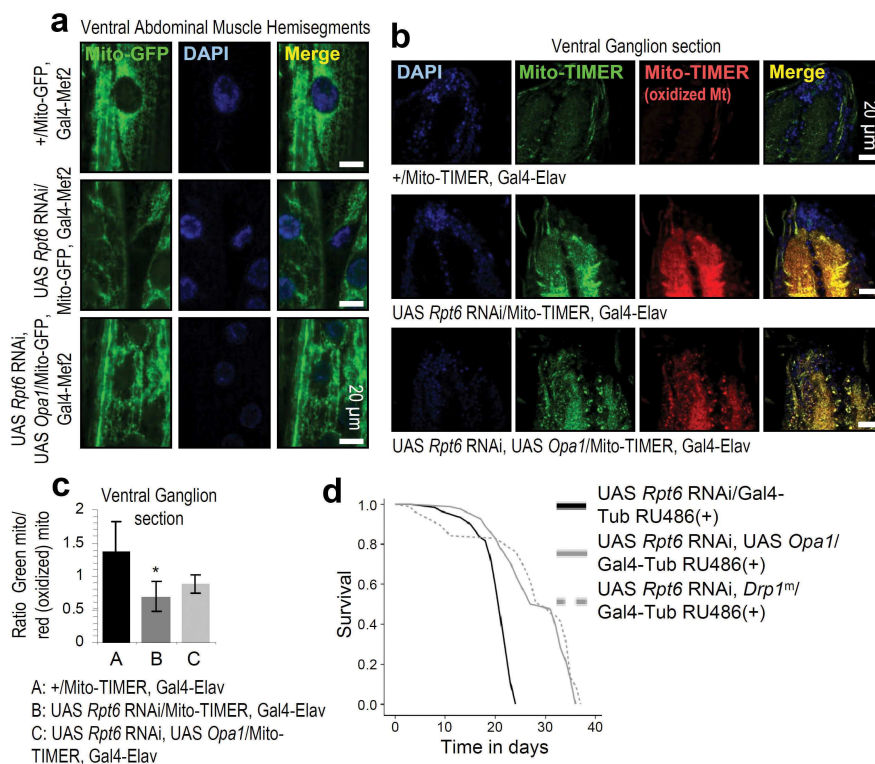 a
Ventral Abdominal Muscle Hemisegments
Mito-GFP DAPI Merge
+/Mito-GFP,
Gal4-Mef2
UAS Rpt6 RNAi/
Mito-GFP, Gal4-Mef2
UAS Rpt6 RNAi,
UAS Opa1/Mito-GFP,
Gal4-Mef2
20 µm
b
Ventral Ganglion section
DAPI Mito-TIMER Mito-TIMER Merge
(oxidized Mt)
20 µm
+/Mito-TIMER, Gal4-Elav
UAS Rpt6 RNAi/Mito-TIMER, Gal4-Elav
UAS Rpt6 RNAi, UAS Opa1/Mito-TIMER, Gal4-Elav
c
Ventral Ganglion
section
Ratio Green mito/
red (oxidized) mito
2
1.5
1
0.5
0
*
A B C
A: +/Mito-TIMER, Gal4-Elav
B: UAS Rpt6 RNAi/Mito-TIMER, Gal4-Elav
C: UAS Rpt6 RNAi, UAS Opa1/Mito-
TIMER, Gal4-Elav
d
Survival
1.0
0.8
0.6
0.4
0.2
0.0
0 10 20 30 40
Time in days
UAS Rpt6 RNAi/Gal4-
Tub RU486(+)
UAS Rpt6 RNAi, UAS Opa1/
Gal4-Tub RU486(+)
UAS Rpt6 RNAi, Drp1ᵐ/
Gal4-Tub RU486(+)